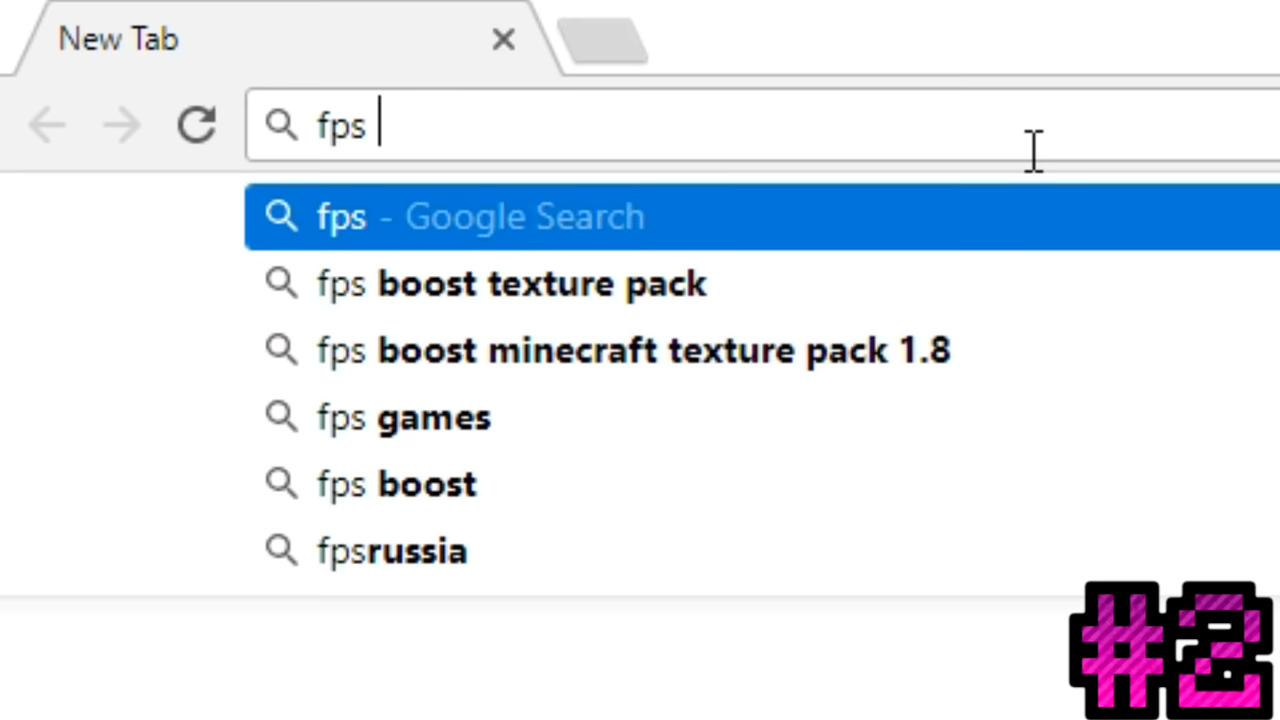 New Tab
fps
fps - Google Search
fps boost texture pack
fps boost minecraft texture pack 1.8
fps games
fps boost
fpsrussia
#2